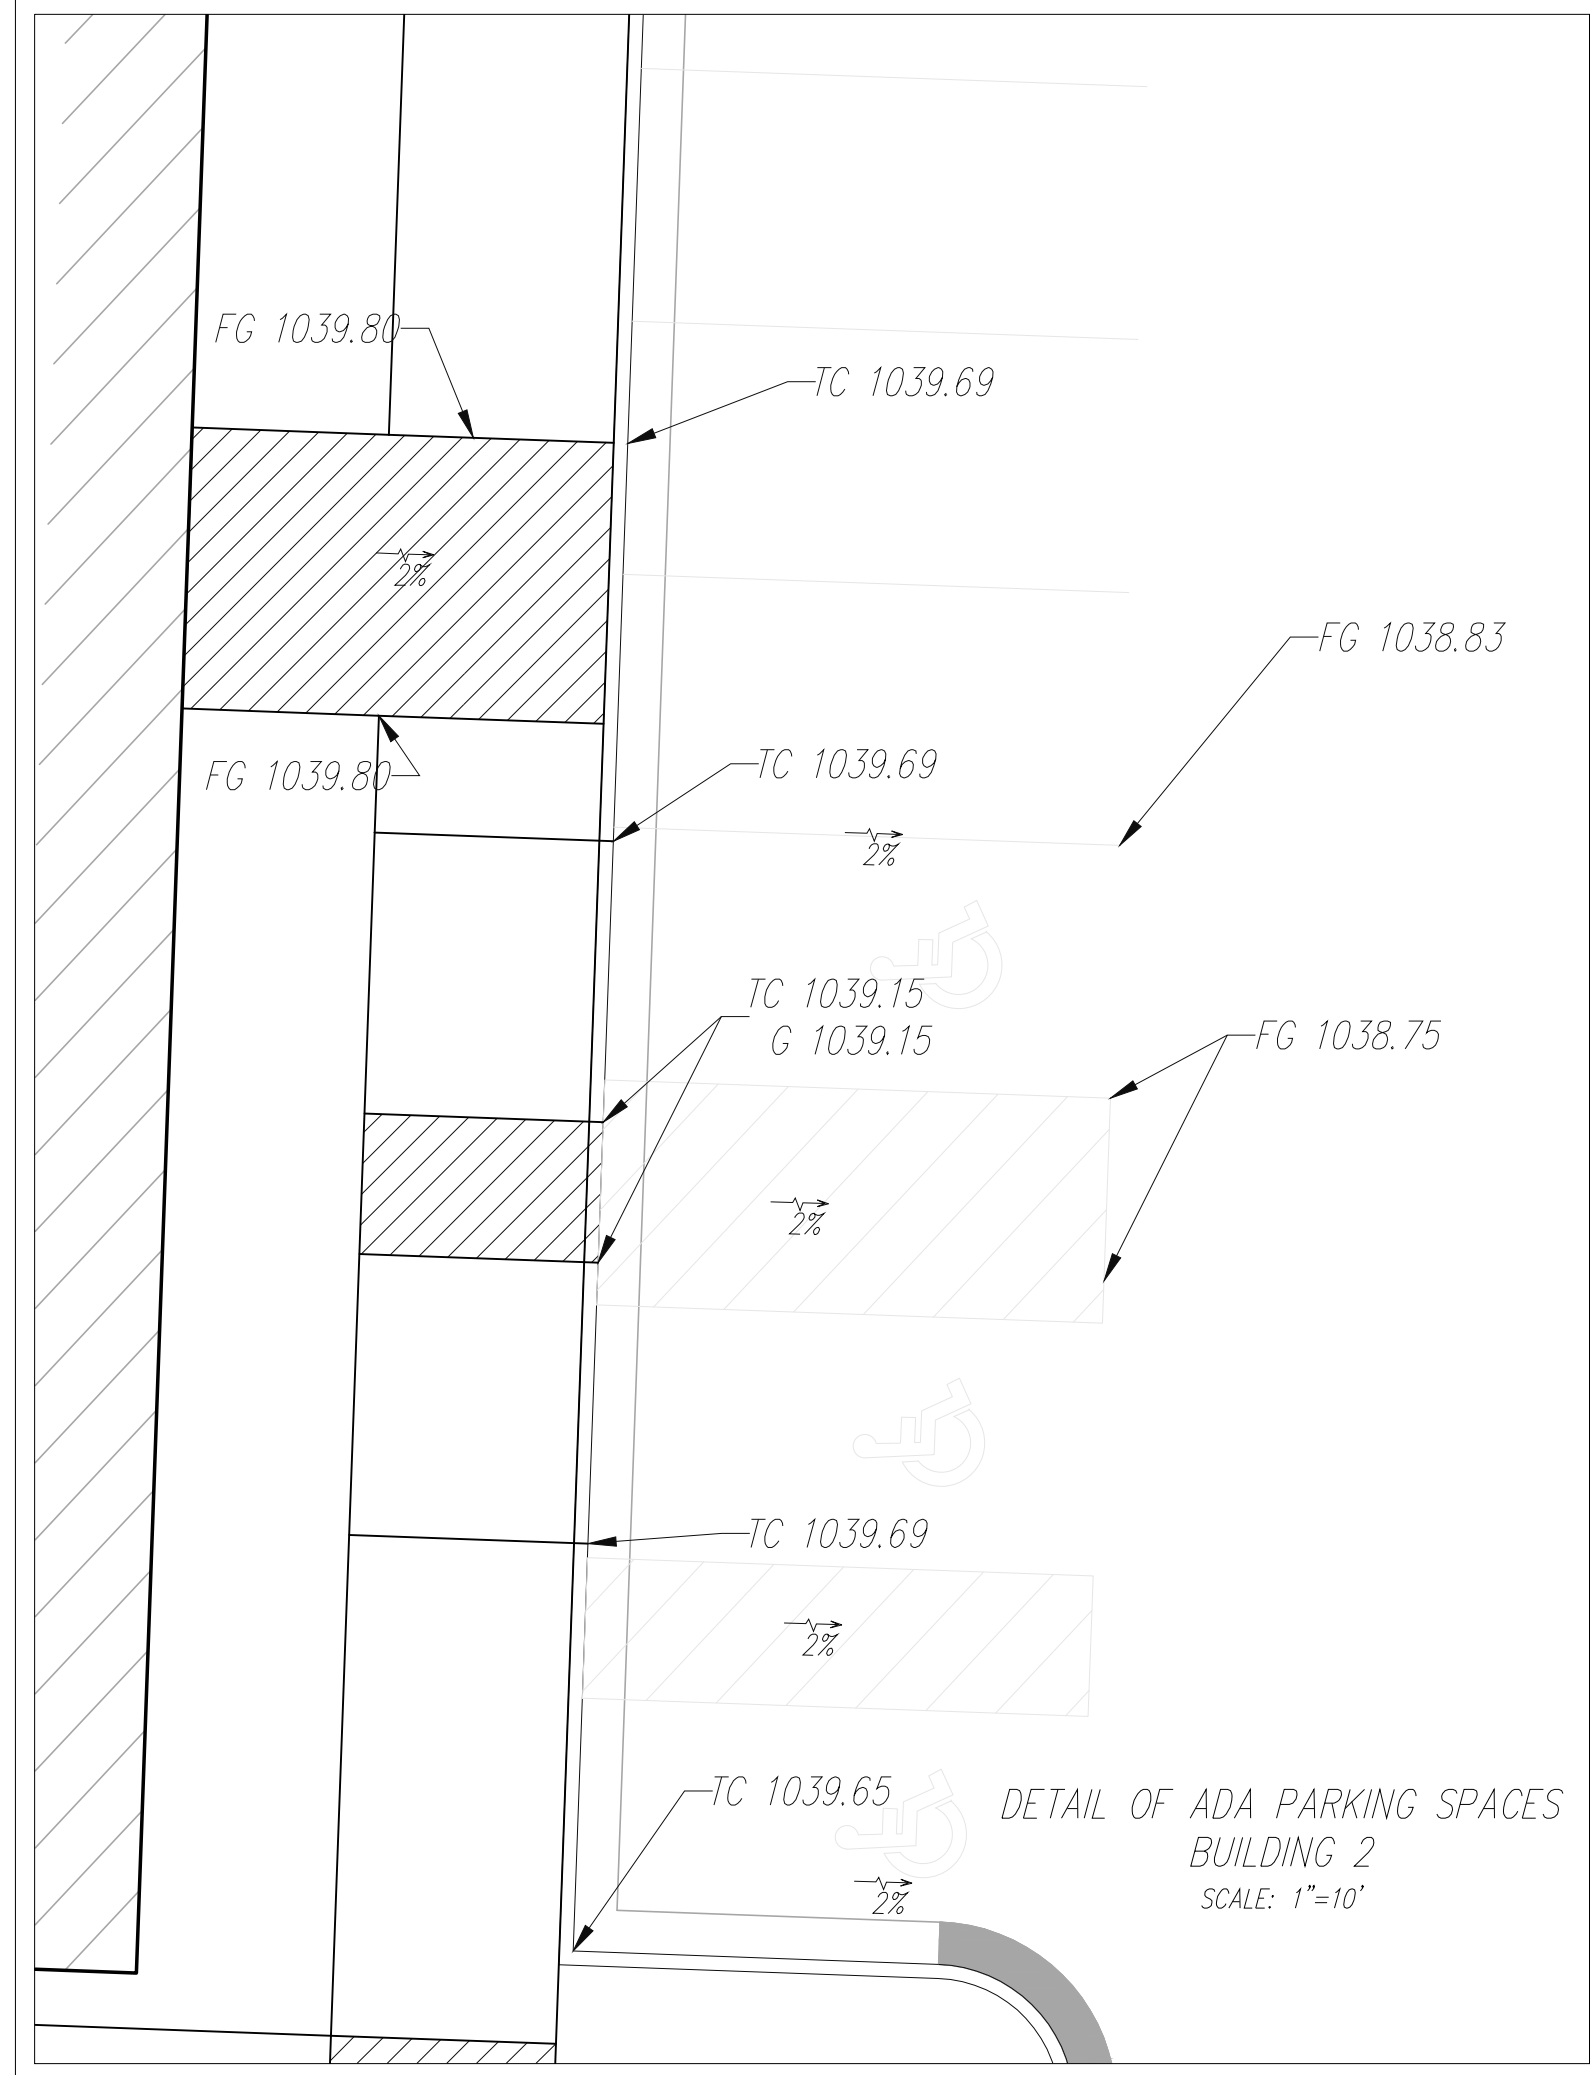 FG 1039.80
TC 1039.69
2%
FG 1038.83
TC 1039.69
FG 1039.80
2%
TC 1039.15
G 1039.15
FG 1038.75
2%
TC 1039.69
2%
TC 1039.65
DETAIL OF ADA PARKING SPACES
BUILDING 2
SCALE: 1"=10'
2%